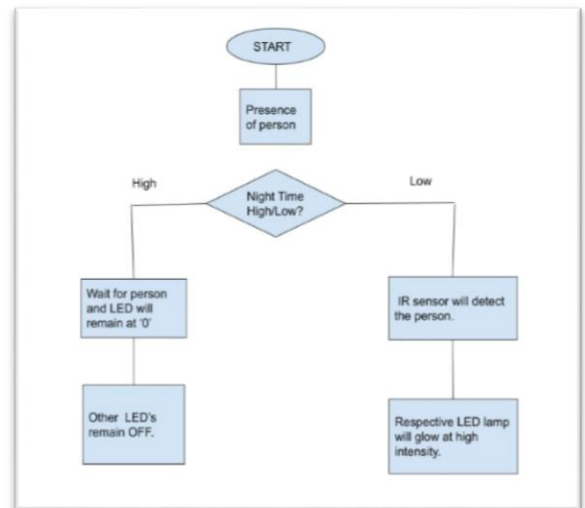 START
Presence
of person
High
Low
Night Time
High/Low?
Wait for person
and LED will
remain at '0'
IR sensor will detect
the person.
Other LED's
remain OFF.
Respective LED lamp
will glow at high
intensity.